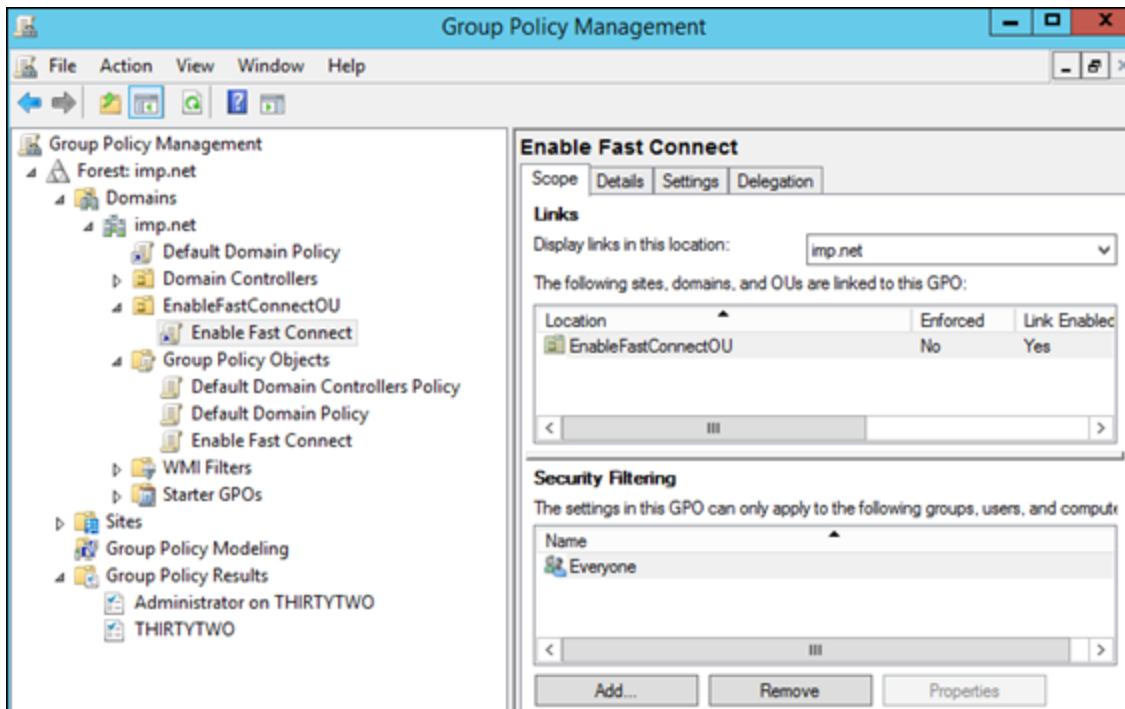 Group Policy Management
File Action View Window Help
Group Policy Management
Forest: imp.net
Domains
imp.net
Default Domain Policy
Domain Controllers
EnableFastConnectOU
Enable Fast Connect
Group Policy Objects
Default Domain Controllers Policy
Default Domain Policy
Enable Fast Connect
WMI Filters
Starter GPOs
Sites
Group Policy Modeling
Group Policy Results
Administrator on THIRTYTWO
THIRTYTWO
Enable Fast Connect
Scope Details Settings Delegation
Links
Display links in this location: imp.net
The following sites, domains, and OUs are linked to this GPO:
Location Enforced Link Enabled
EnableFastConnectOU No Yes
Security Filtering
The settings in this GPO can only apply to the following groups, users, and compute
Name
Everyone
Add... Remove Properties